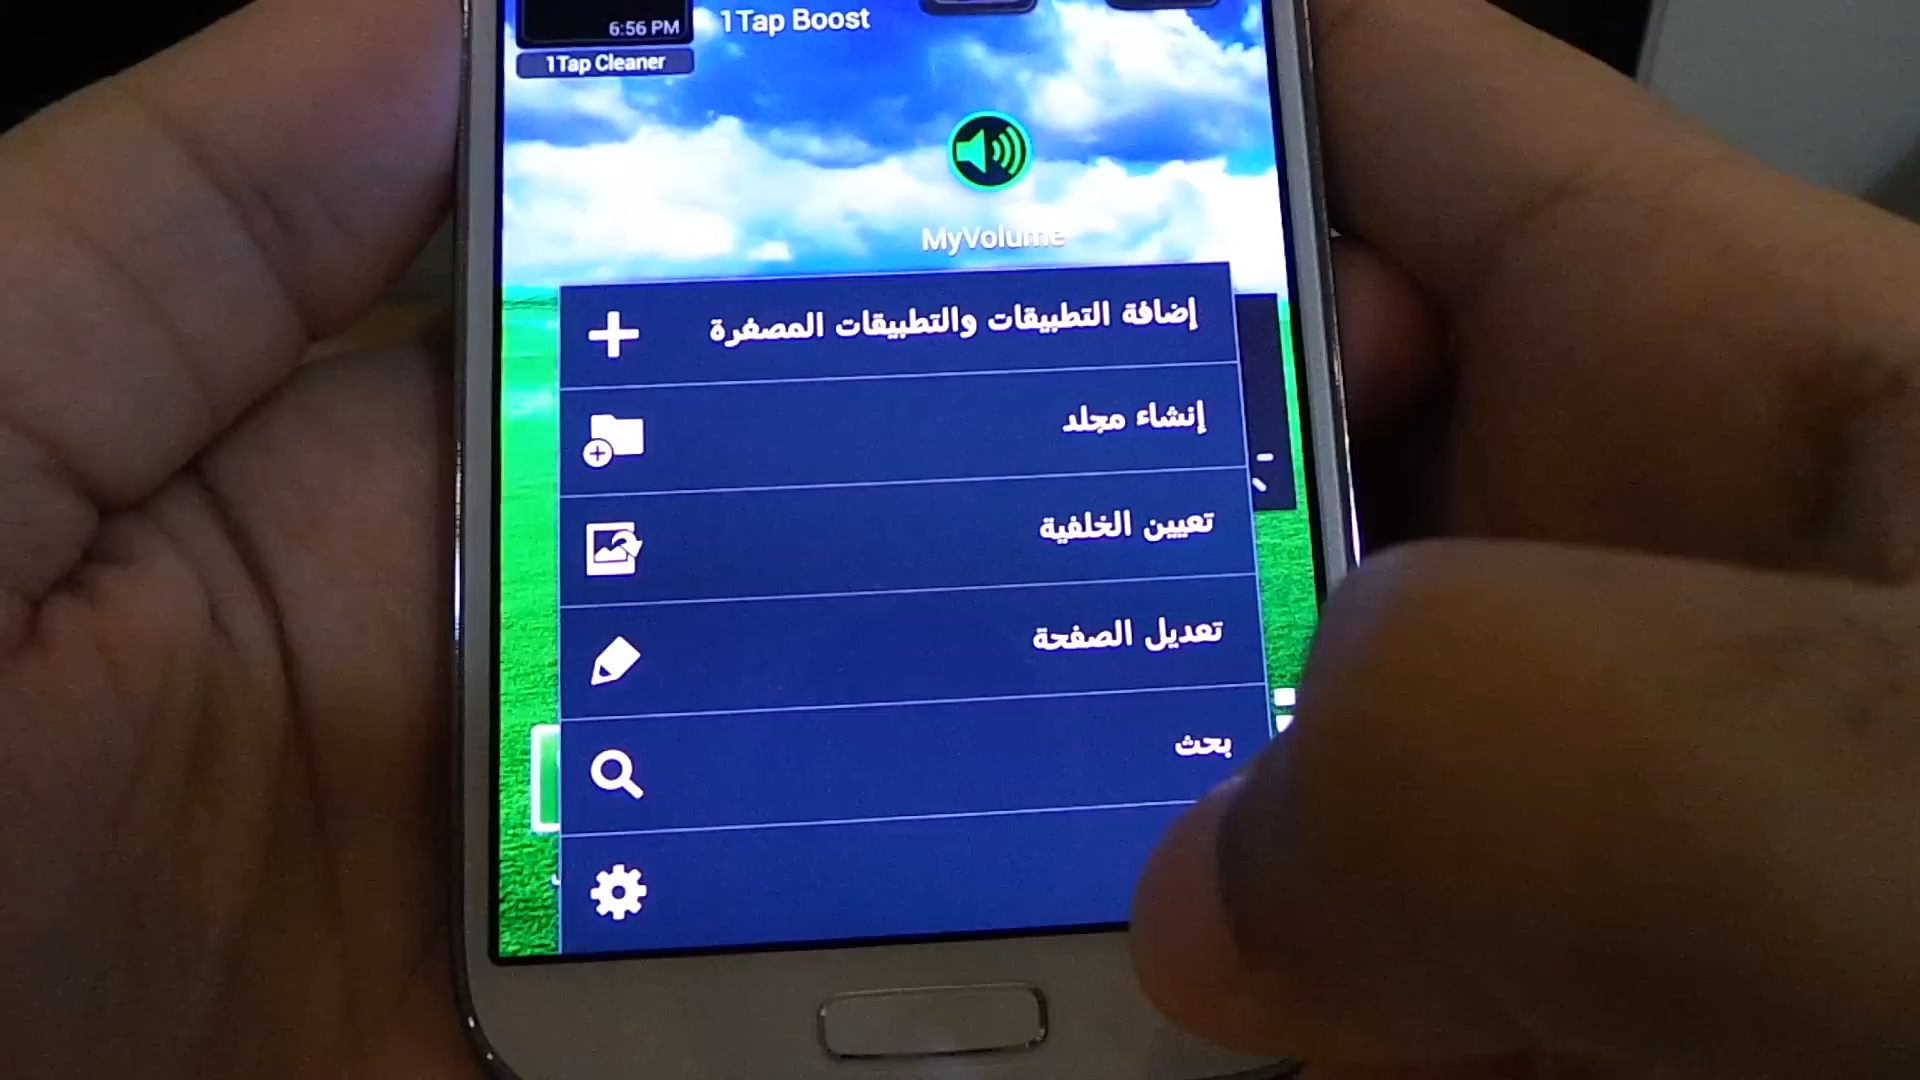 6:56 PM
1Tap Cleaner
1Tap Boost
MyVolume
إضافة التطبيقات والتطبيقات المصغرة
إنشاء مجلد
تعيين الخلفية
تعديل الصفحة
بحث